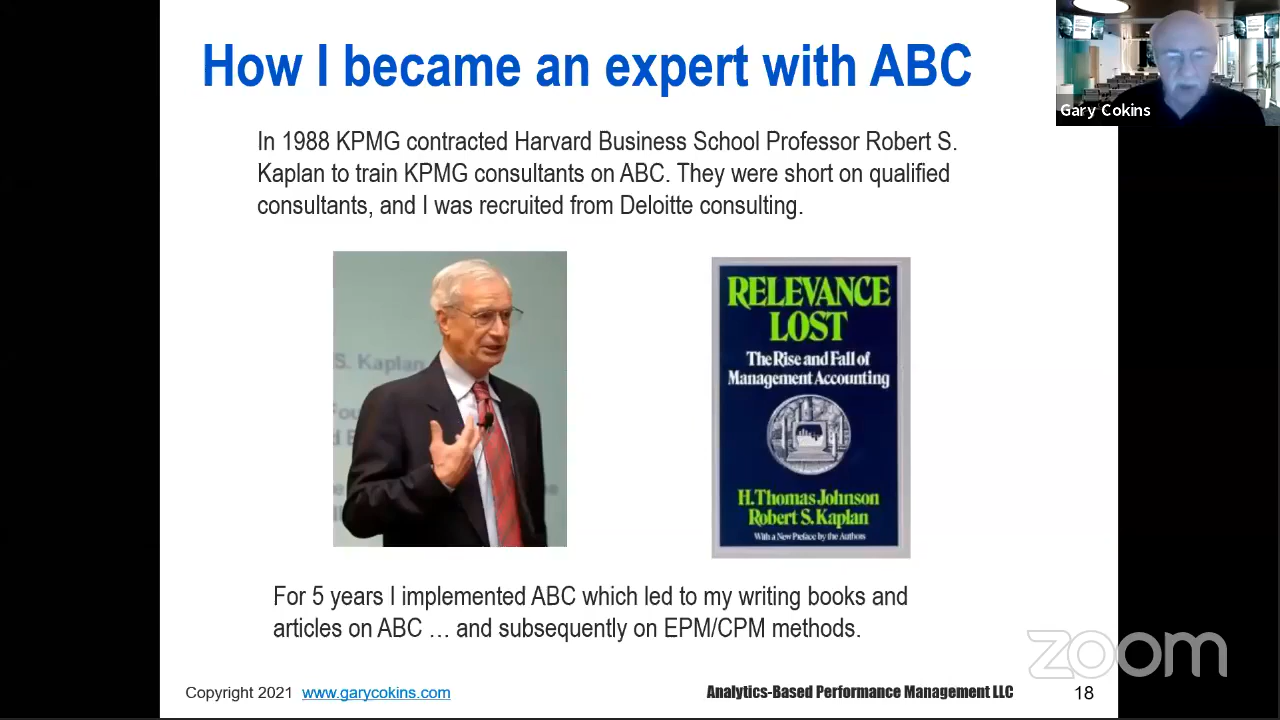 How I became an expert with ABC
Gary Cokins
In 1988 KPMG contracted Harvard Business School Professor Robert S.
Kaplan to train KPMG consultants on ABC. They were short on qualified
consultants, and I was recruited from Deloitte consulting.
S. Kaplan
RELEVANCE
LOST
The Rise and Fall of
Management Accounting
H. Thomas Johnson
Robert S. Kaplan
With a New Preface by the Authors
For 5 years I implemented ABC which led to my writing books and
articles on ABC … and subsequently on EPM/CPM methods.
zoom
Copyright 2021 www.garycokins.com
Analytics-Based Performance Management LLC
18